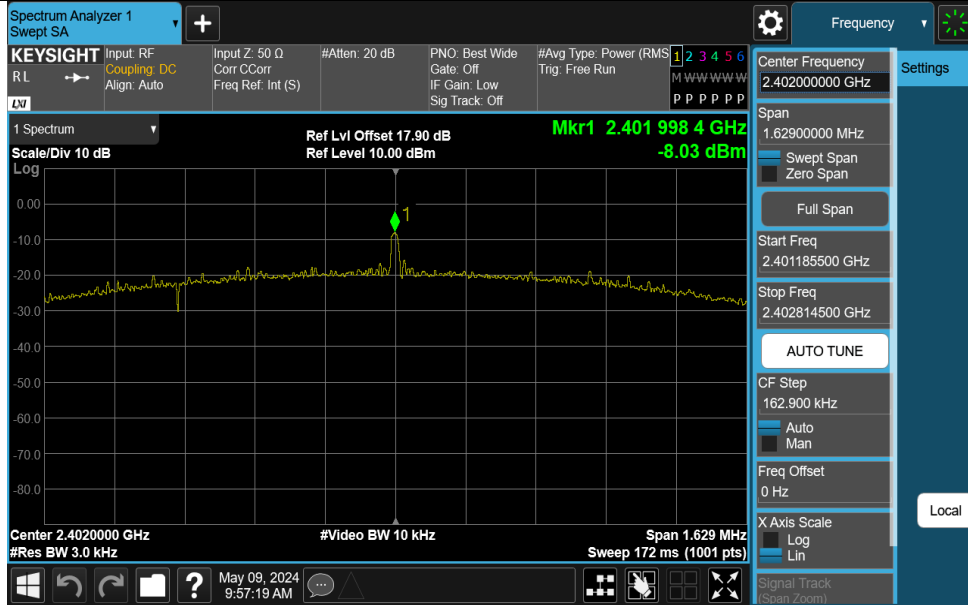 Spectrum Analyzer 1
Swept SA
Frequency
KEYSIGHT
R L
LXI
Input: RF
Coupling: DC
Align: Auto
Input Z: 50 Ω
Corr CCorr
Freq Ref: Int (S)
#Atten: 20 dB
PNO: Best Wide
Gate: Off
IF Gain: Low
Sig Track: Off
#Avg Type: Power (RMS
Trig: Free Run
1 2 3 4 5 6
M W W W W W
P P P P P P
Center Frequency
2.402000000 GHz
Settings
Span
1.62900000 MHz
Swept Span
Zero Span
Full Span
Start Freq
2.401185500 GHz
Stop Freq
2.402814500 GHz
AUTO TUNE
CF Step
162.900 kHz
Auto
Man
Freq Offset
0 Hz
X Axis Scale
Log
Lin
Signal Track
(Span Zoom)
Local
1 Spectrum
Scale/Div 10 dB
Log
Ref Lvl Offset 17.90 dB
Ref Level 10.00 dBm
Mkr1 2.401 998 4 GHz
-8.03 dBm
1
0.00
-10.0
-20.0
-30.0
-40.0
-50.0
-60.0
-70.0
-80.0
Center 2.4020000 GHz
#Res BW 3.0 kHz
#Video BW 10 kHz
Span 1.629 MHz
Sweep 172 ms (1001 pts)
?
May 09, 2024
9:57:19 AM